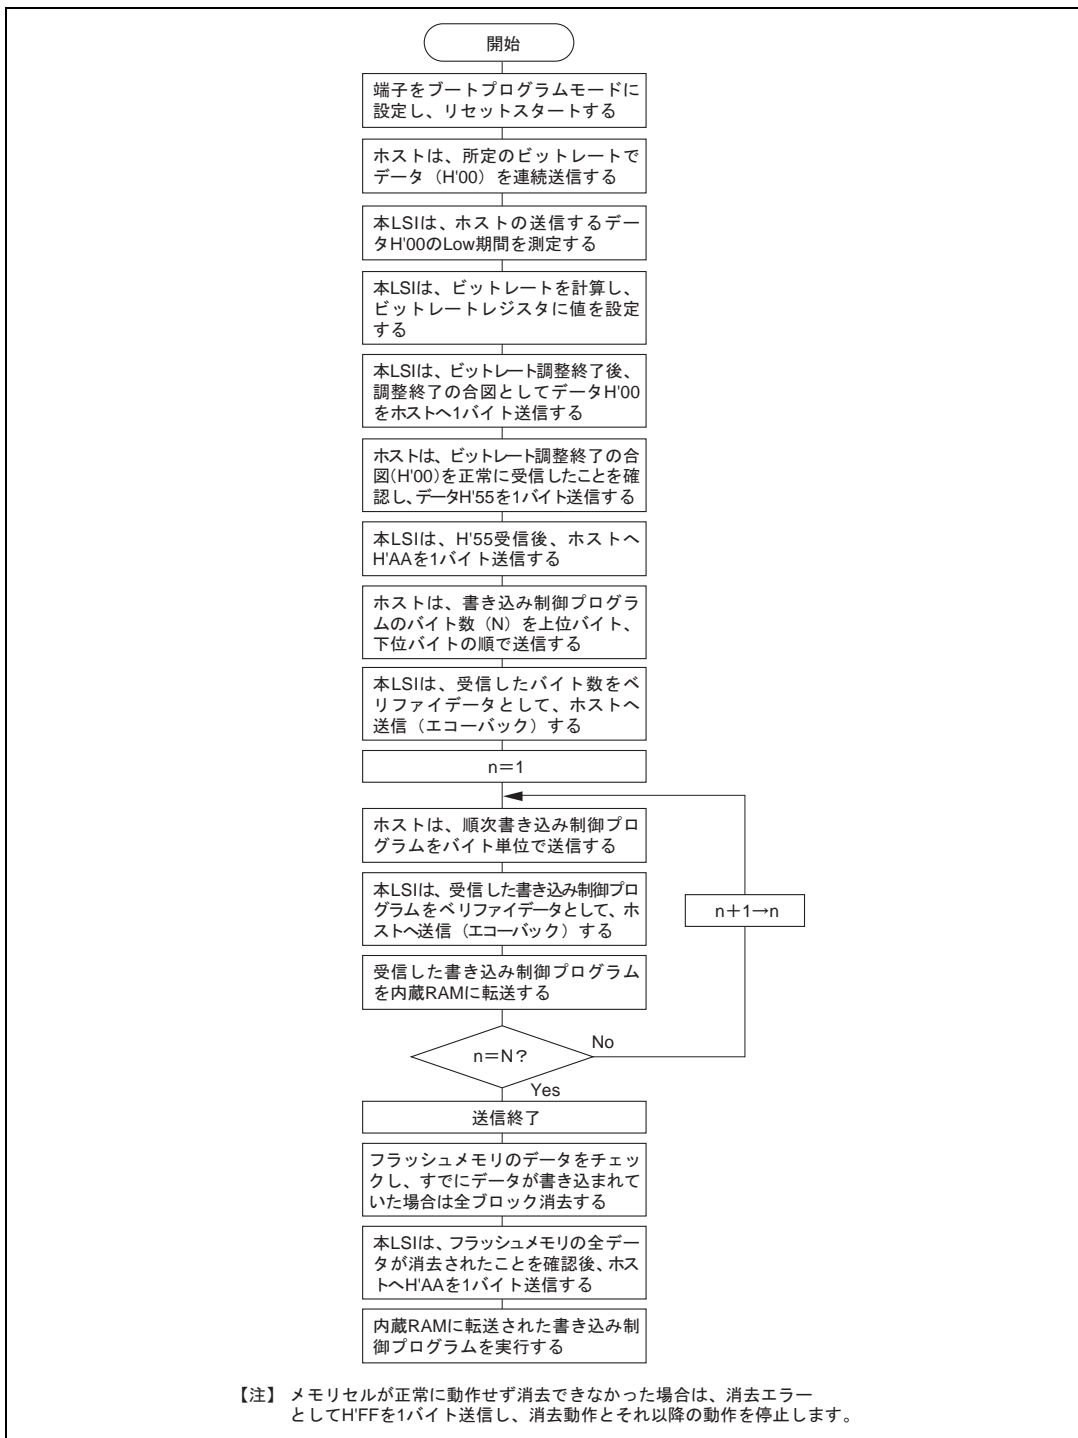 開始
端子をブートプログラムモードに
設定し、リセットスタートする
ホストは、所定のビットレートで
データ（H'00）を連続送信する
本LSIは、ホストの送信するデー
タH'00のLow期間を測定する
本LSIは、ビットレートを計算し、
ビットレートレジスタに値を設定
する
本LSIは、ビットレート調整終了後、
調整終了の合図としてデータH'00
をホストへ1バイト送信する
ホストは、ビットレート調整終了の合
図(H'00)を正常に受信したことを確
認し、データH'55を1バイト送信する
本LSIは、H'55受信後、ホストへ
H'AAを1バイト送信する
ホストは、書き込み制御プログラ
ムのバイト数（N）を上位バイト、
下位バイトの順で送信する
本LSIは、受信したバイト数をベ
リファイデータとして、ホストへ
送信（エコーバック）する
n＝1
ホストは、順次書き込み制御プロ
グラムをバイト単位で送信する
本LSIは、受信した書き込み制御プロ
グラムをベリファイデータとして、ホ
ストへ送信（エコーバック）する
n＋1→n
受信した書き込み制御プログラム
を内蔵RAMに転送する
n＝N？
No
Yes
送信終了
フラッシュメモリのデータをチェッ
クし、すでにデータが書き込まれて
いた場合は全ブロック消去する
本LSIは、フラッシュメモリの全デー
タが消去されたことを確認後、ホス
トへH'AAを1バイト送信する
内蔵RAMに転送された書き込み制
御プログラムを実行する
【注】 メモリセルが正常に動作せず消去できなかった場合は、消去エラー
としてH'FFを1バイト送信し、消去動作とそれ以降の動作を停止します。